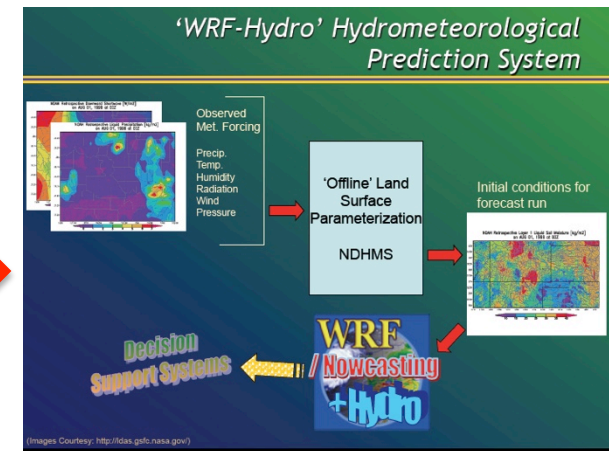 'WRF-Hydro' Hydrometeorological
Prediction System
Observed
Met. Forcing
Precip.
Temp.
Humidity
Radiation
Wind
Pressure
'Offline' Land
Surface
Parameterization
NDHMS
Initial conditions for
forecast run
WRF
/ Nowcasting
+Hydro
Decision
Support Systems
(Images Courtesy: http://ldas.gsfc.nasa.gov/)